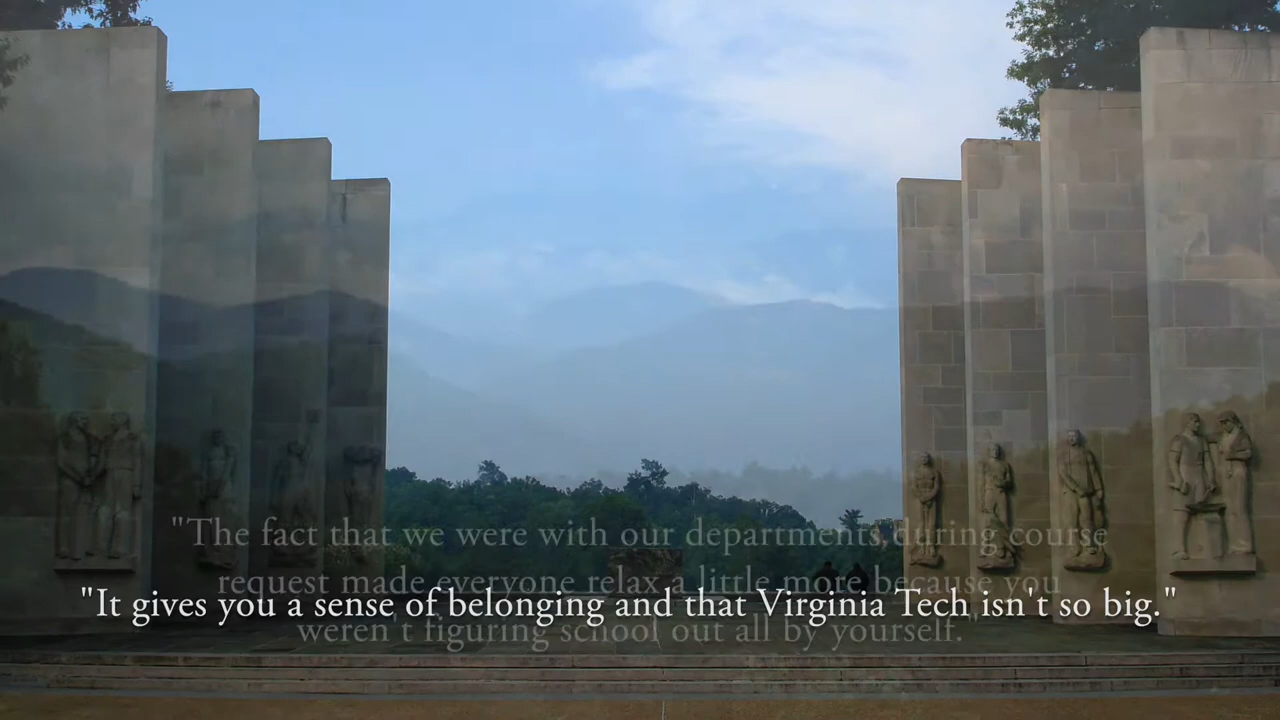 "The fact that we were with our departments during course
request made everyone relax a little more because you
"It gives you a sense of belonging and that Virginia Tech isn't so big."
weren't figuring school out all by yourself."